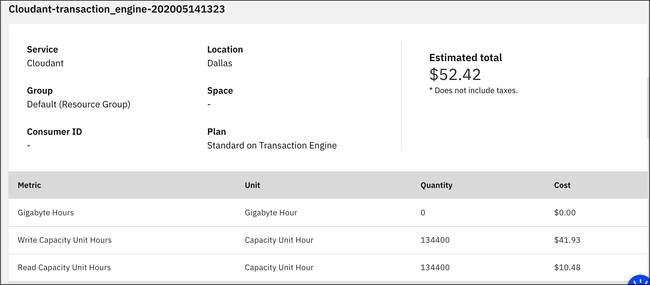 Cloudant-transaction_engine-202005141323
Service Location
Cloudant Dallas
Estimated total
$52.42
* Does not include taxes.
Group Space
Default (Resource Group) -
Consumer ID Plan
- Standard on Transaction Engine
Metric Unit Quantity Cost
Gigabyte Hours Gigabyte Hour 0 $0.00
Write Capacity Unit Hours Capacity Unit Hour 134400 $41.93
Read Capacity Unit Hours Capacity Unit Hour 134400 $10.48